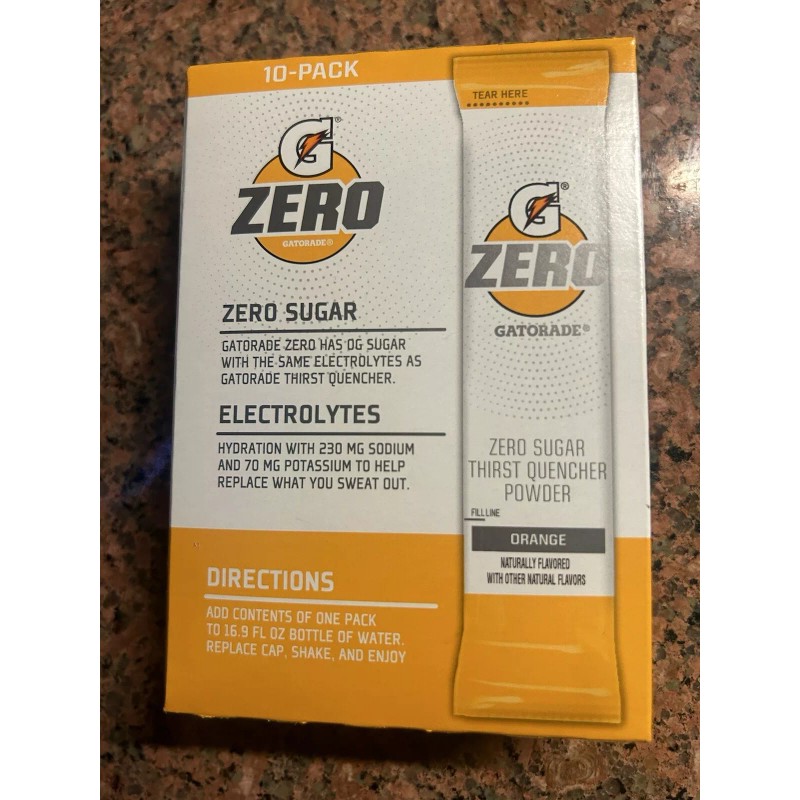 10-PACK
G®
ZERO
GATORADE®
ZERO SUGAR
GATORADE ZERO HAS 0G SUGAR
WITH THE SAME ELECTROLYTES AS
GATORADE THIRST QUENCHER.
ELECTROLYTES
HYDRATION WITH 230 MG SODIUM
AND 70 MG POTASSIUM TO HELP
REPLACE WHAT YOU SWEAT OUT.
DIRECTIONS
ADD CONTENTS OF ONE PACK
TO 16.9 FL OZ BOTTLE OF WATER.
REPLACE CAP, SHAKE, AND ENJOY
TEAR HERE
G®
ZERO
GATORADE®
ZERO SUGAR
THIRST QUENCHER
POWDER
FILL LINE
ORANGE
NATURALLY FLAVORED
WITH OTHER NATURAL FLAVORS